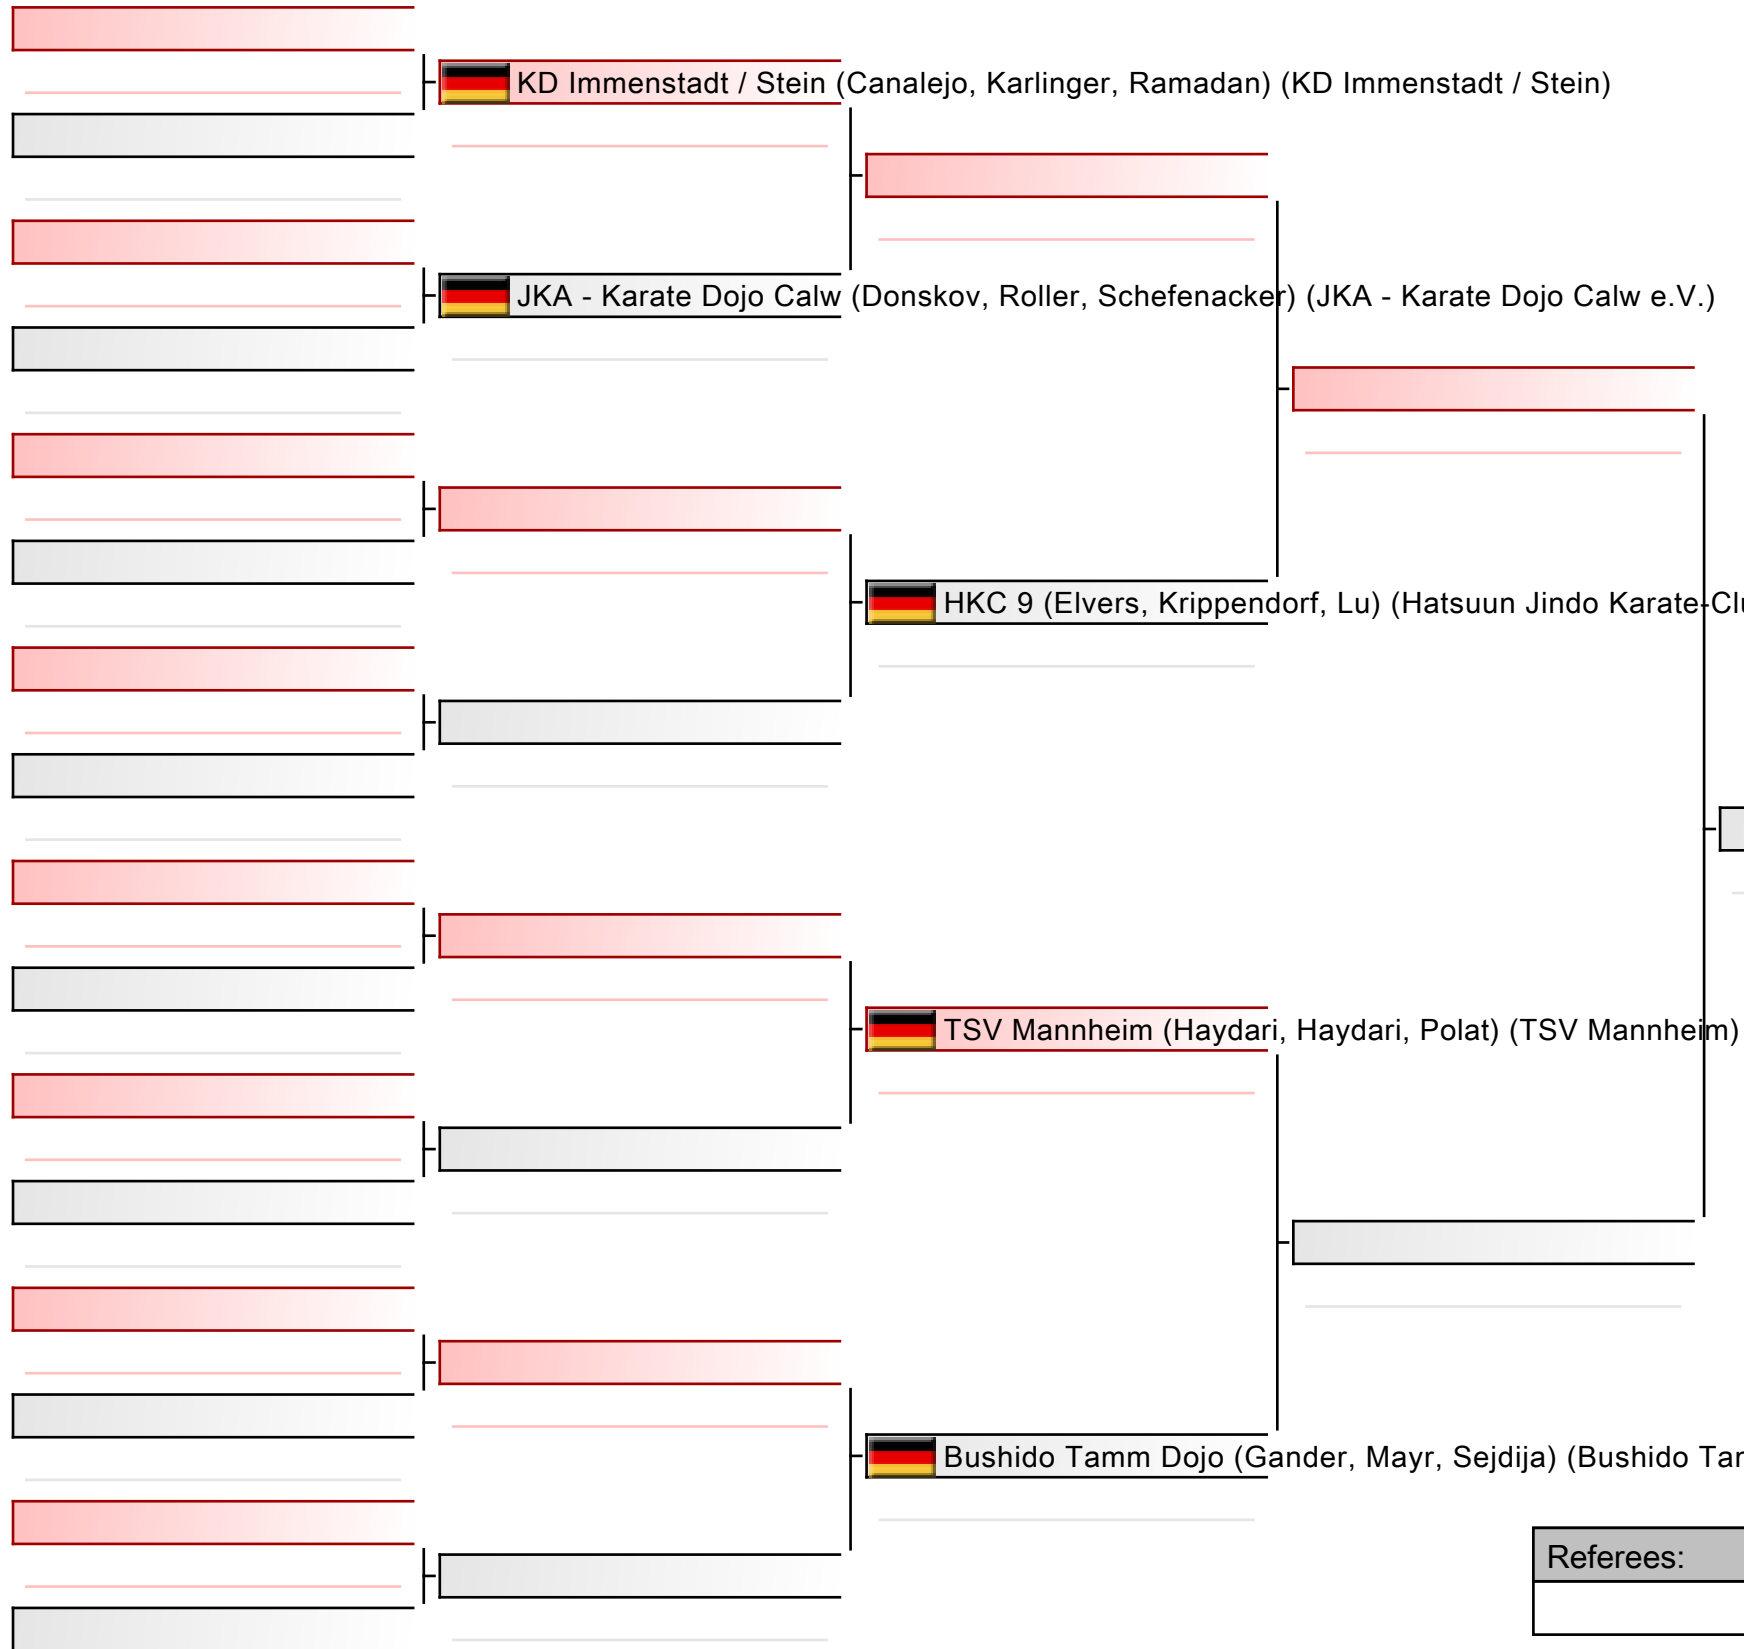 KD Immenstadt / Stein (Canalejo, Karlinger, Ramadan) (KD Immenstadt / Stein)
JKA - Karate Dojo Calw (Donskov, Roller, Schefenacker) (JKA - Karate Dojo Calw e.V.)
HKC 9 (Elvers, Krippendorf, Lu) (Hatsuun Jindo Karate-Clu
TSV Mannheim (Haydari, Haydari, Polat) (TSV Mannheim)
Bushido Tamm Dojo (Gander, Mayr, Sejdija) (Bushido Tam
Referees: